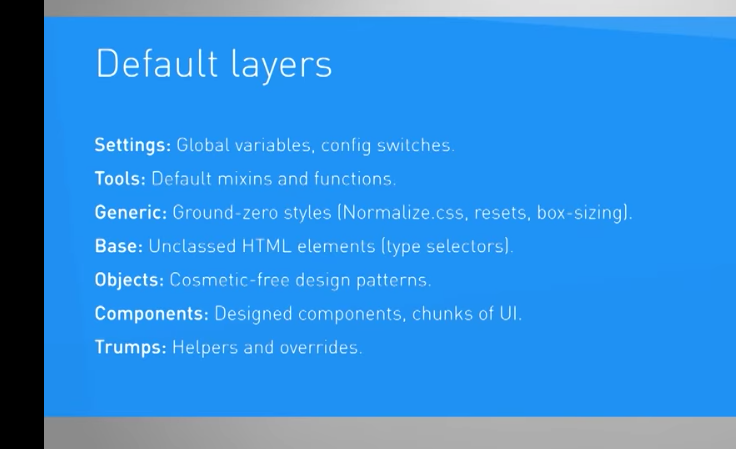 Default layers
Settings: Global variables, config switches.
Tools: Default mixins and functions.
Generic: Ground-zero styles (Normalize.css, resets, box-sizing).
Base: Unclassed HTML elements (type selectors).
Objects: Cosmetic-free design patterns.
Components: Designed components, chunks of UI.
Trumps: Helpers and overrides.